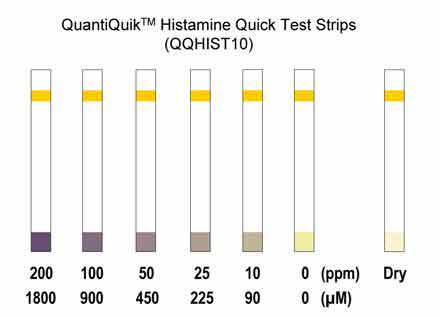 QuantiQuik™ Histamine Quick Test Strips
(QQHIST10)
200 100 50 25 10 0 (ppm) Dry
1800 900 450 225 90 0 (µM)